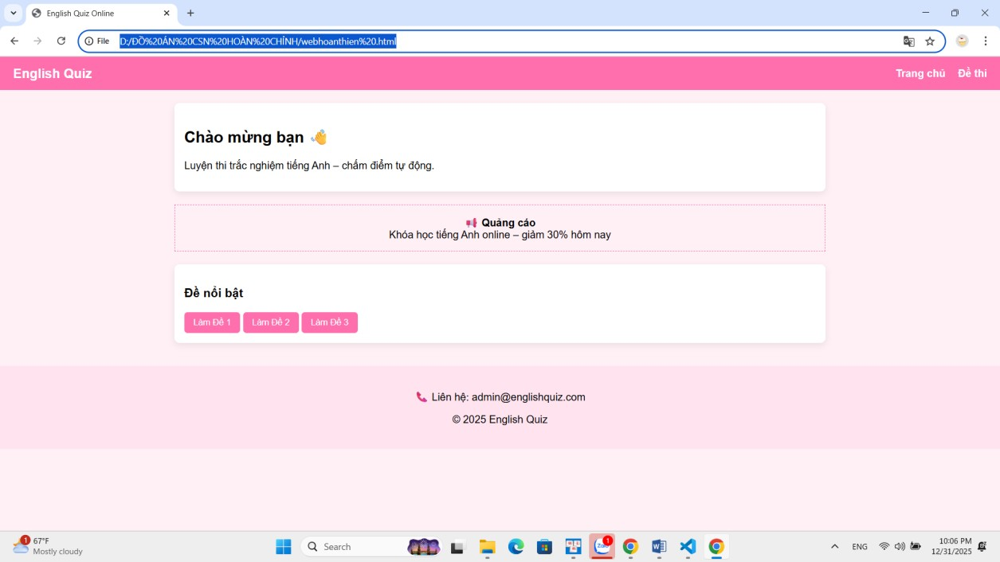 English Quiz Online
File
D:/ĐỒ%20ÁN%20CSN%20HOÀN%20CHỈNH/webhoanthien%20.html
English Quiz
Trang chủ
Đề thi
Chào mừng bạn 👋
Luyện thi trắc nghiệm tiếng Anh – chấm điểm tự động.
📢 Quảng cáo
Khóa học tiếng Anh online – giảm 30% hôm nay
Đề nổi bật
Làm Đề 1
Làm Đề 2
Làm Đề 3
📞 Liên hệ: admin@englishquiz.com
© 2025 English Quiz
1
67°F
Mostly cloudy
Search
Zalo
1
ENG
10:06 PM
12/31/2025